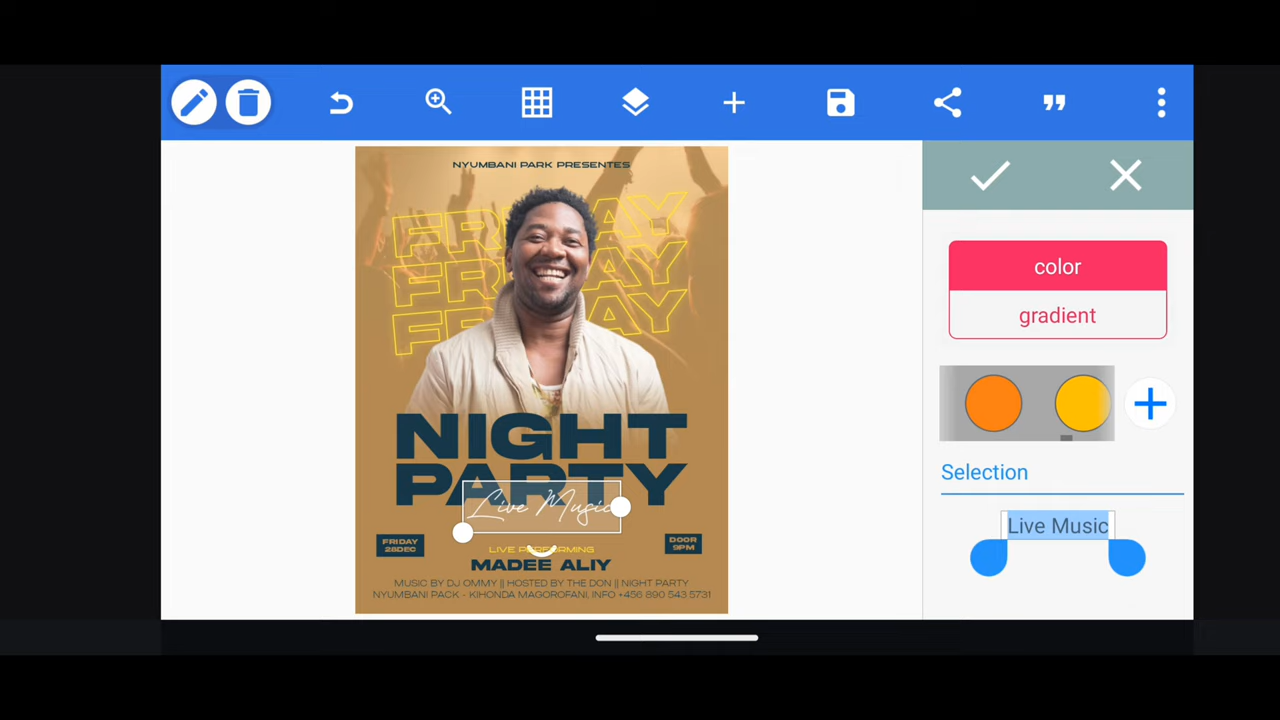 NYUMBANI PARK PRESENTES
FRIDAY
FRIDAY
FRIDAY
NIGHT
PARTY
Live Music
FRIDAY
28DEC
DOOR
9PM
LIVE PERFORMING
MADEE ALIY
MUSIC BY DJ OMMY || HOSTED BY THE DON || NIGHT PARTY
NYUMBANI PACK - KIHONDA MAGOROFANI, INFO +456 890 543 5731
color
gradient
Selection
Live Music